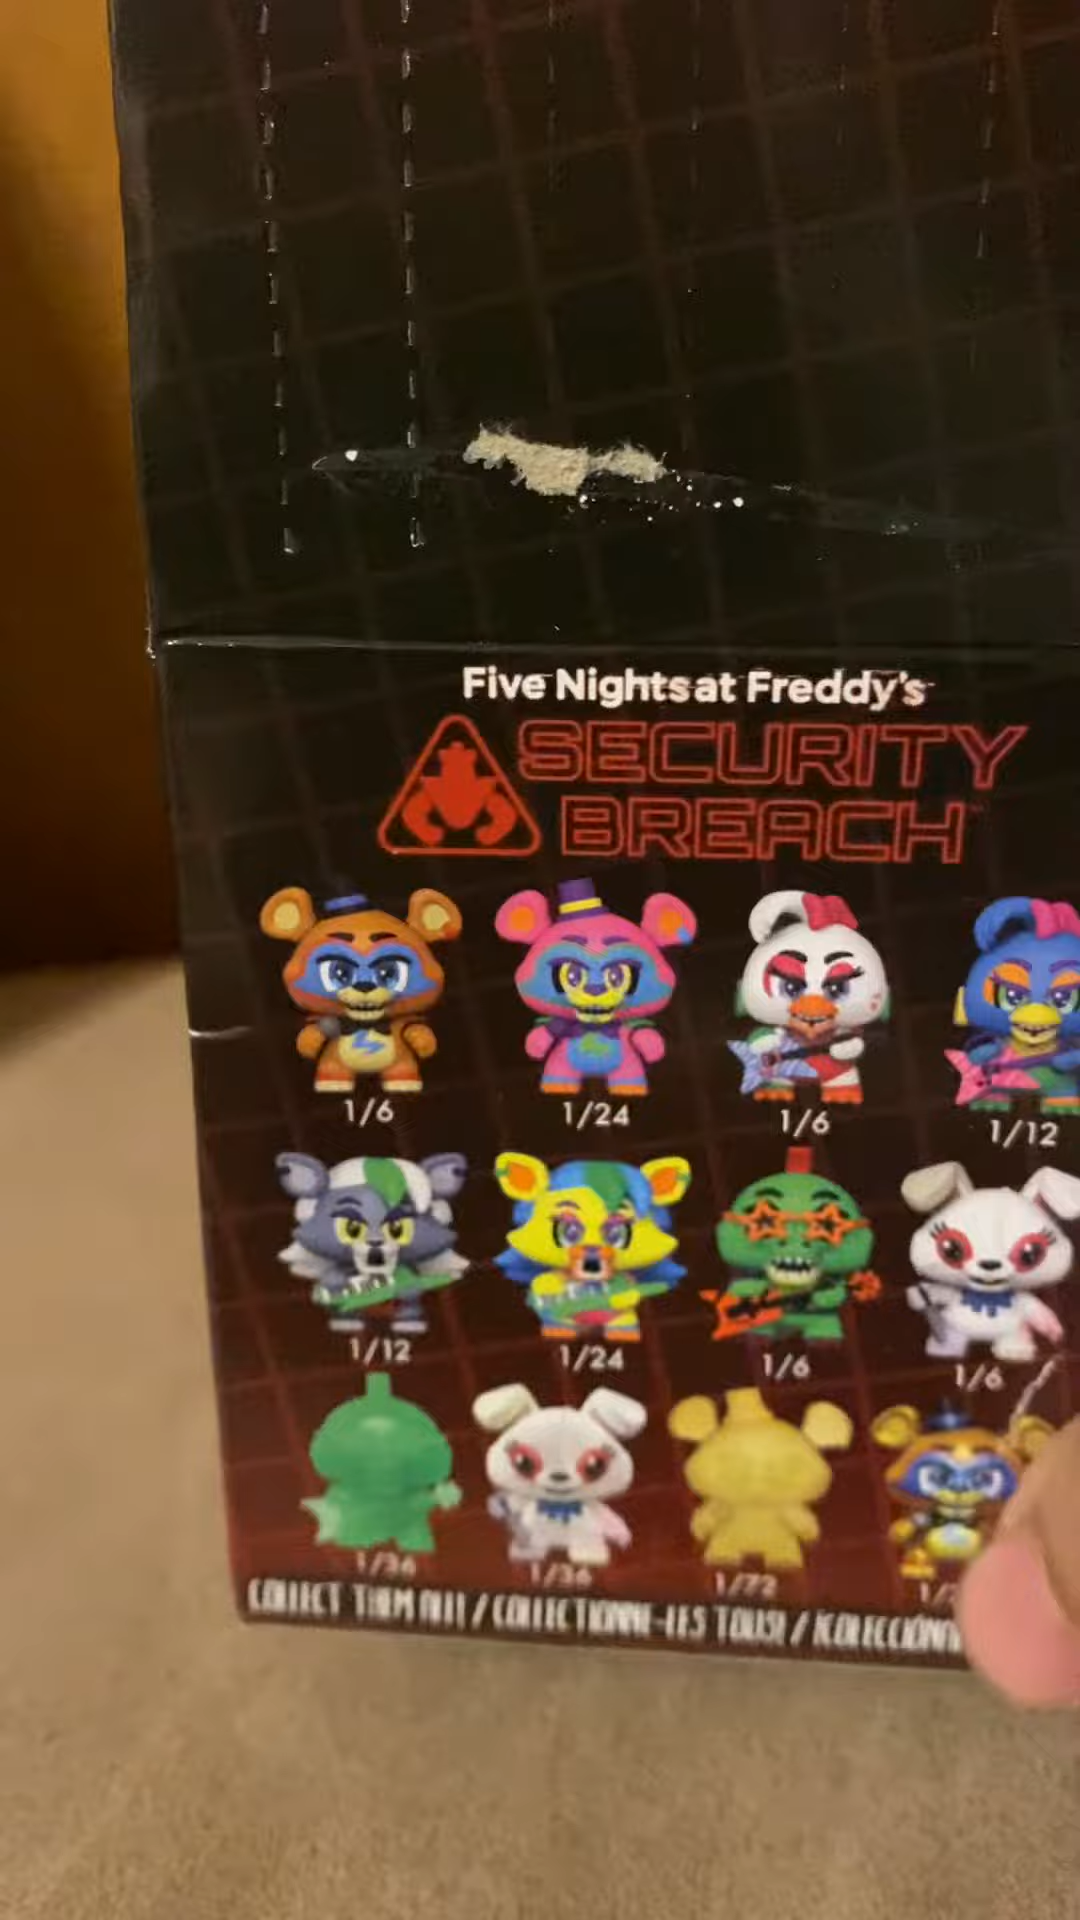 Five Nights at Freddy's
SECURITY
BREACH™
1/6 1/24 1/6 1/12
1/12 1/24 1/6 1/6
1/36 1/36 1/72
COLLECT THEM ALL! / COLLECTIONNE-LES TOUS! /